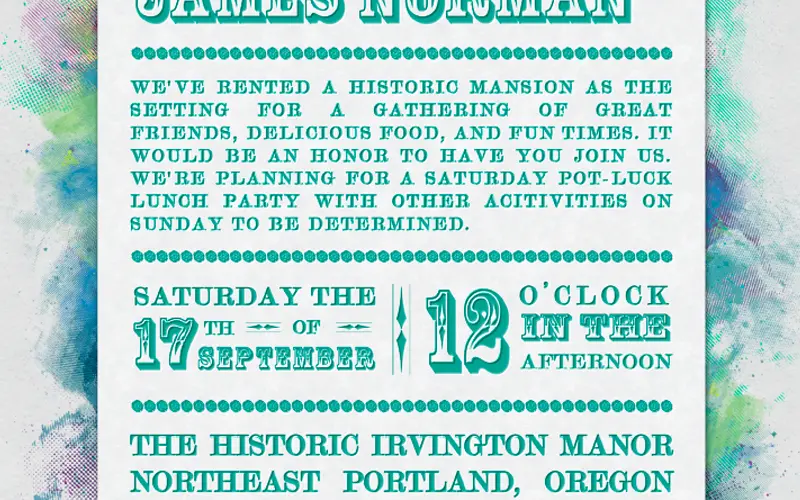 JAMES NORMAN
WE'VE RENTED A HISTORIC MANSION AS THE
SETTING FOR A GATHERING OF GREAT
FRIENDS, DELICIOUS FOOD, AND FUN TIMES. IT
WOULD BE AN HONOR TO HAVE YOU JOIN US.
WE'RE PLANNING FOR A SATURDAY POT-LUCK
LUNCH PARTY WITH OTHER ACITIVITIES ON
SUNDAY TO BE DETERMINED.
SATURDAY THE
17TH OF
SEPTEMBER
12 O'CLOCK
IN THE
AFTERNOON
THE HISTORIC IRVINGTON MANOR
NORTHEAST PORTLAND, OREGON